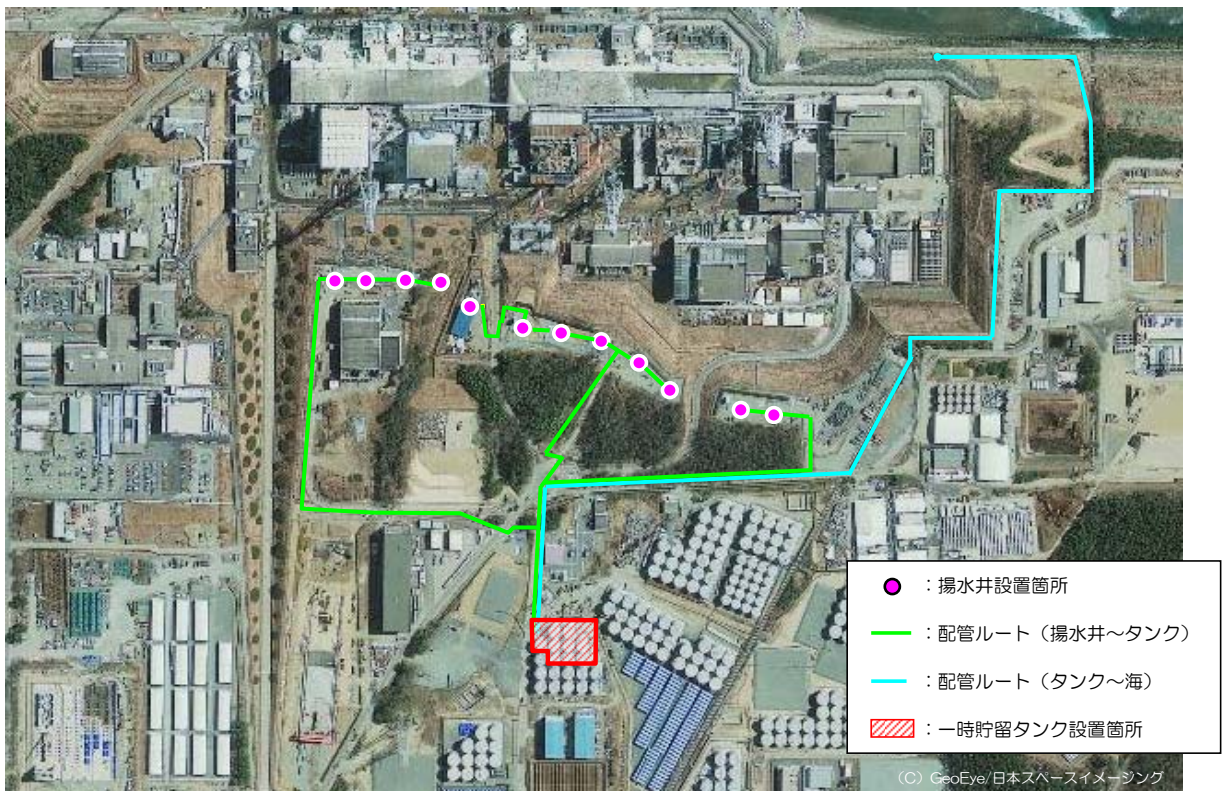 ：揚水井設置箇所
：配管ルート（揚水井～タンク）
：配管ルート（タンク～海）
：一時貯留タンク設置箇所
（C）GeoEye/日本スペースイメージング